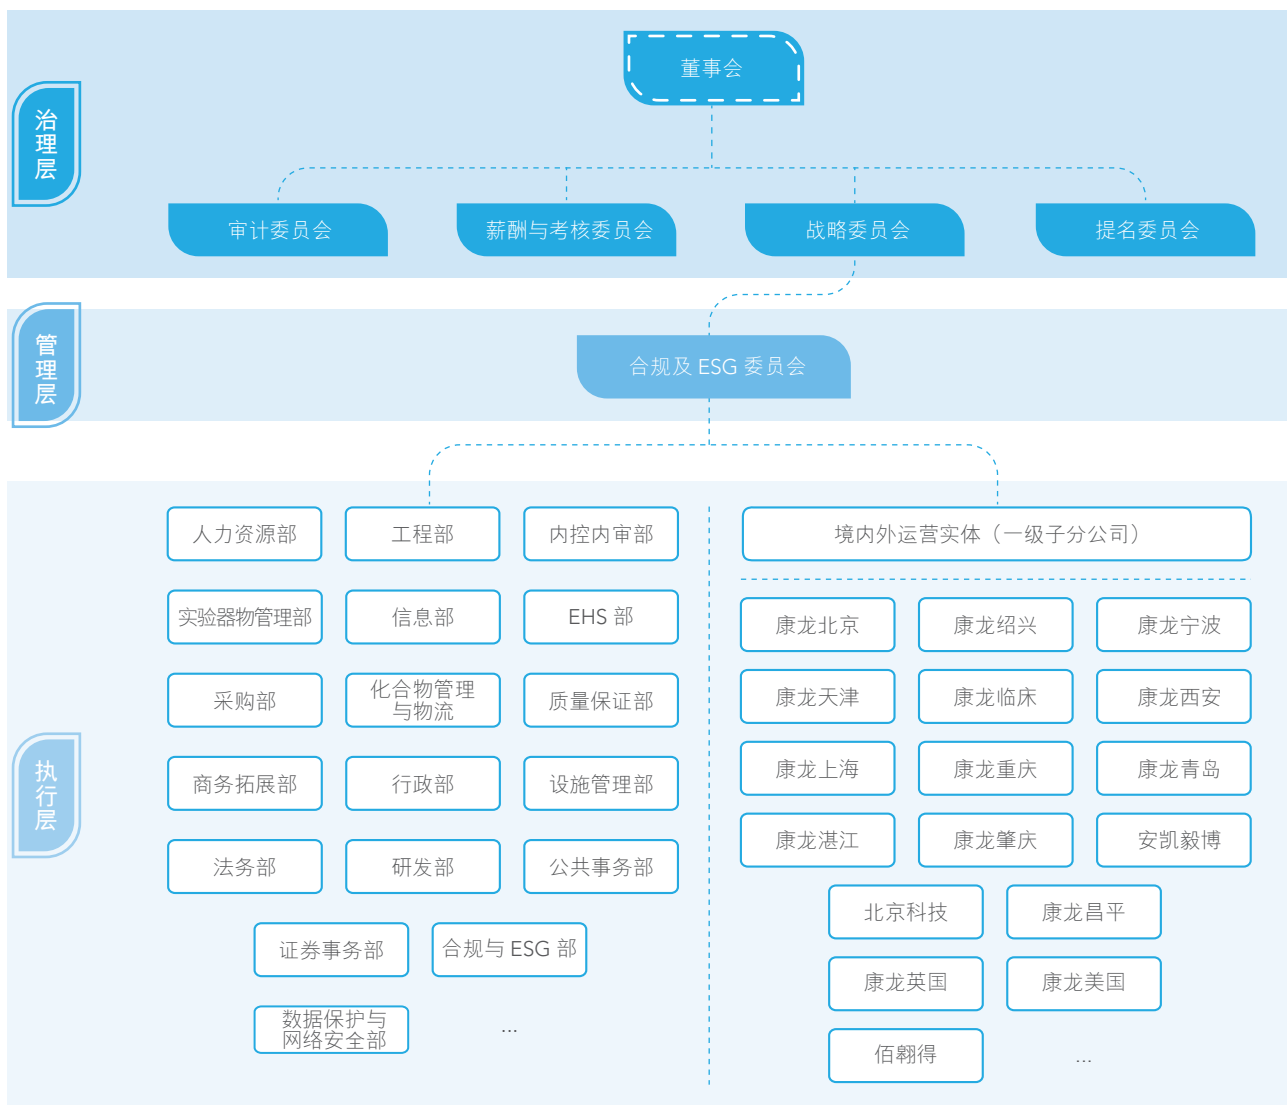 治理层
董事会
审计委员会
薪酬与考核委员会
战略委员会
提名委员会
管理层
合规及 ESG 委员会
执行层
人力资源部
工程部
内控内审部
实验器物管理部
信息部
EHS 部
采购部
化合物管理
与物流
质量保证部
商务拓展部
行政部
设施管理部
法务部
研发部
公共事务部
证券事务部
合规与 ESG 部
数据保护与
网络安全部
...
境内外运营实体（一级子分公司）
康龙北京
康龙绍兴
康龙宁波
康龙天津
康龙临床
康龙西安
康龙上海
康龙重庆
康龙青岛
康龙湛江
康龙肇庆
安凯毅博
北京科技
康龙昌平
康龙英国
康龙美国
佰翱得
...